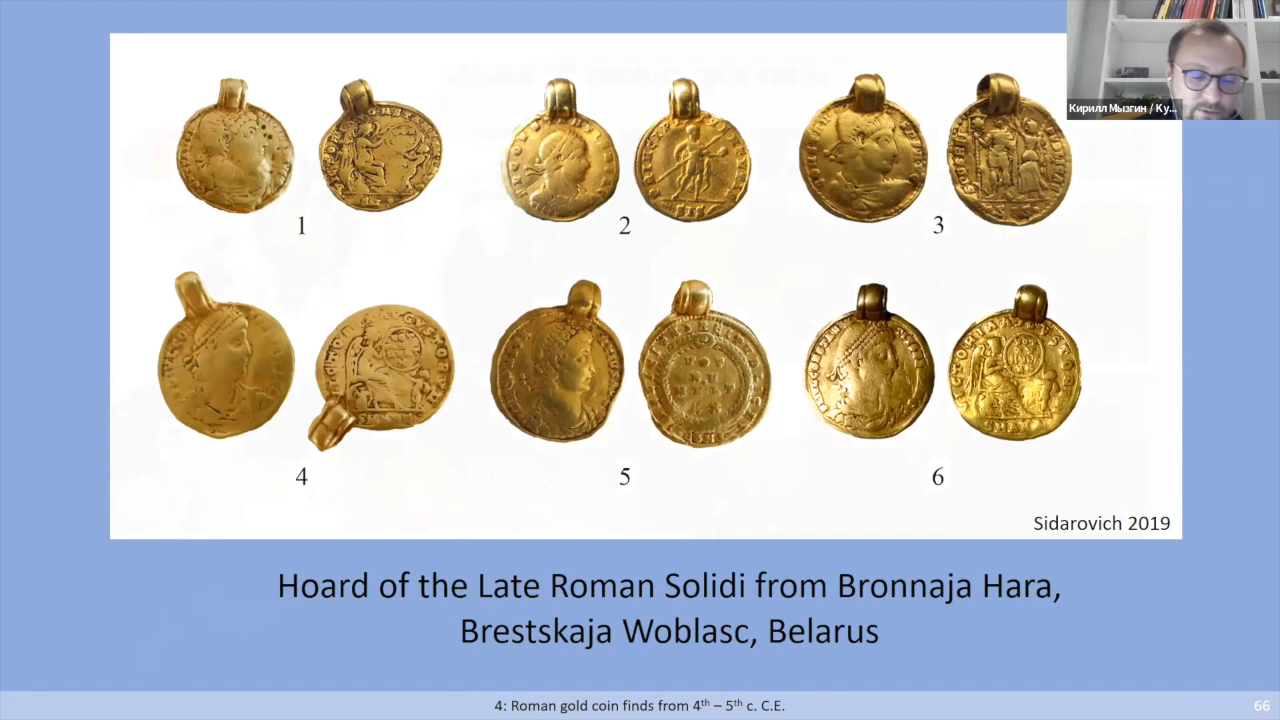 Кирилл Мызгин / Ку...
1
2
3
4
5
6
Sidarovich 2019
Hoard of the Late Roman Solidi from Bronnaja Hara,
Brestskaja Woblasc, Belarus
4: Roman gold coin finds from 4th – 5th c. C.E.
66